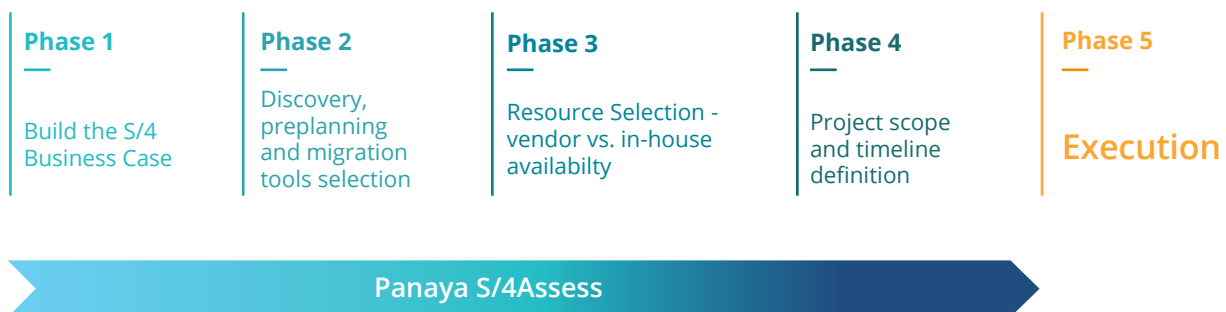 Phase 1
Build the S/4
Business Case
Phase 2
Discovery,
preplanning
and migration
tools selection
Phase 3
Resource Selection -
vendor vs. in-house
availabilty
Phase 4
Project scope
and timeline
definition
Phase 5
Execution
Panaya S/4Assess